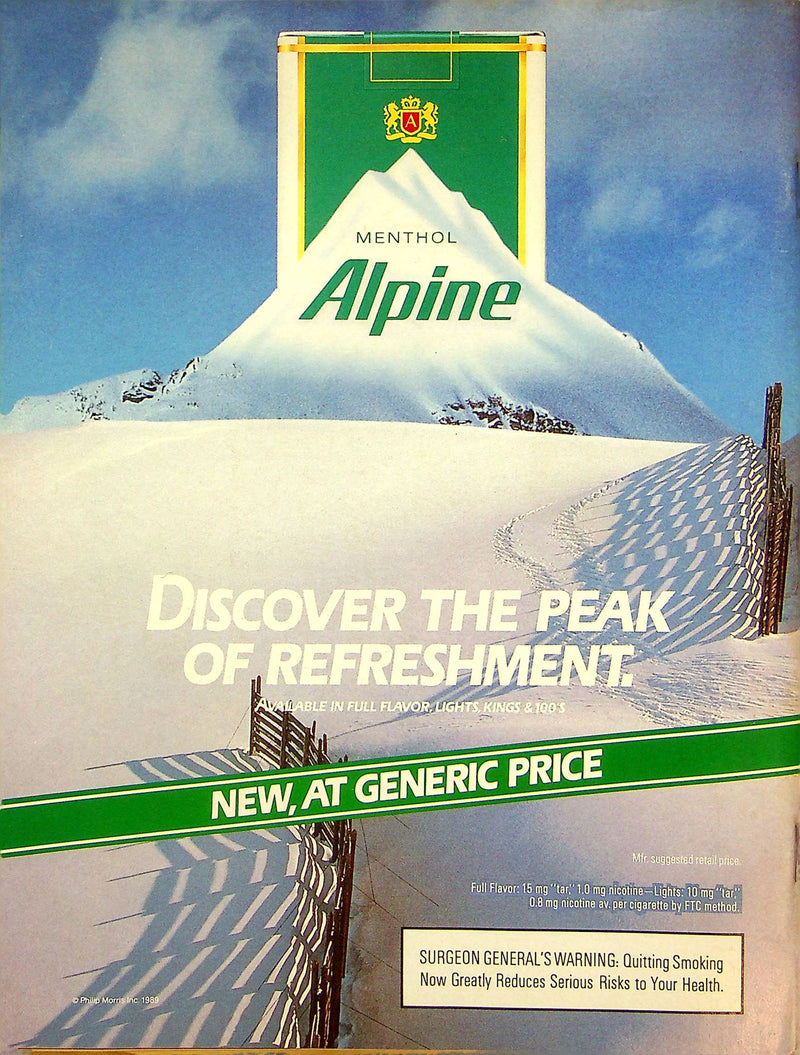 A
MENTHOL
Alpine
DISCOVER THE PEAK
OF REFRESHMENT.
AVAILABLE IN FULL FLAVOR, LIGHTS, KINGS & 100'S
NEW, AT GENERIC PRICE
Mfr. suggested retail price.
Full Flavor: 15 mg "tar," 1.0 mg nicotine—Lights: 10 mg "tar,"
0.8 mg nicotine av. per cigarette by FTC method.
SURGEON GENERAL'S WARNING: Quitting Smoking
Now Greatly Reduces Serious Risks to Your Health.
© Philip Morris Inc. 1989